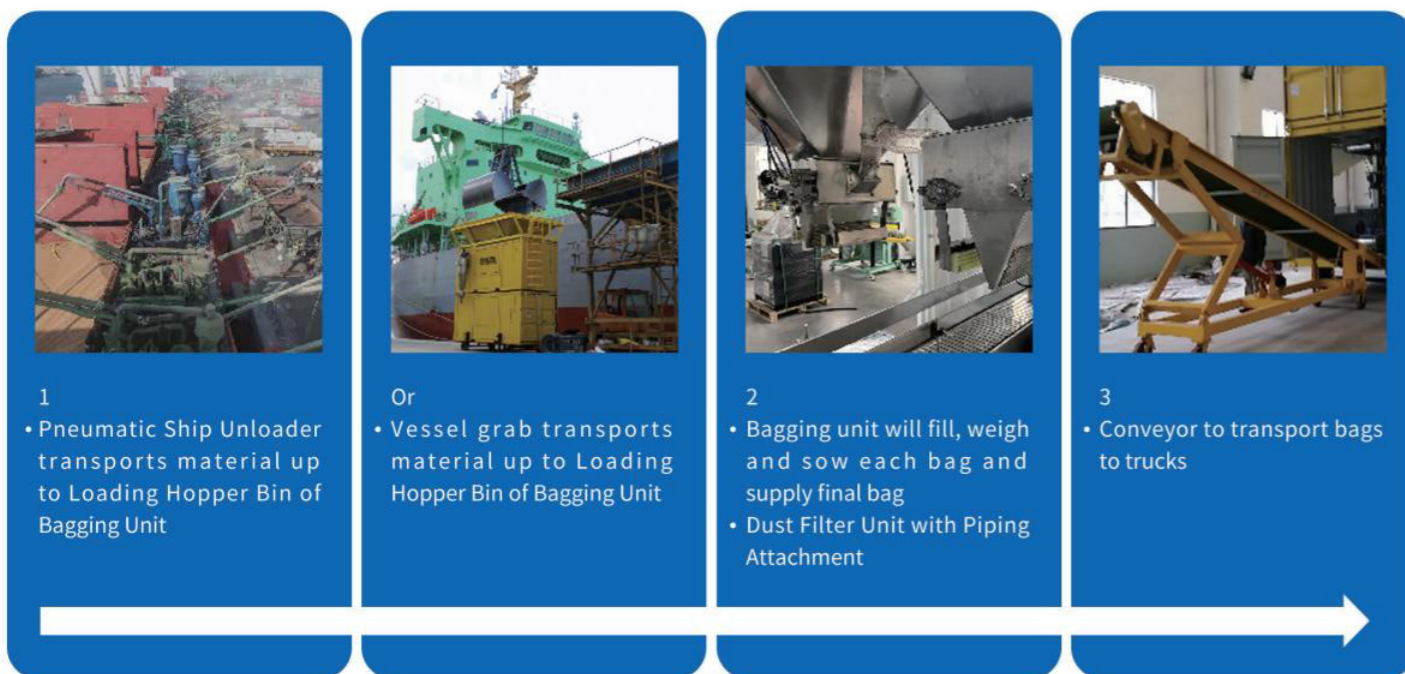 1
• Pneumatic Ship Unloader
transports material up
to Loading Hopper Bin of
Bagging Unit
Or
• Vessel grab transports
material up to Loading
Hopper Bin of Bagging Unit
2
• Bagging unit will fill, weigh
and sow each bag and
supply final bag
• Dust Filter Unit with Piping
Attachment
3
• Conveyor to transport bags
to trucks